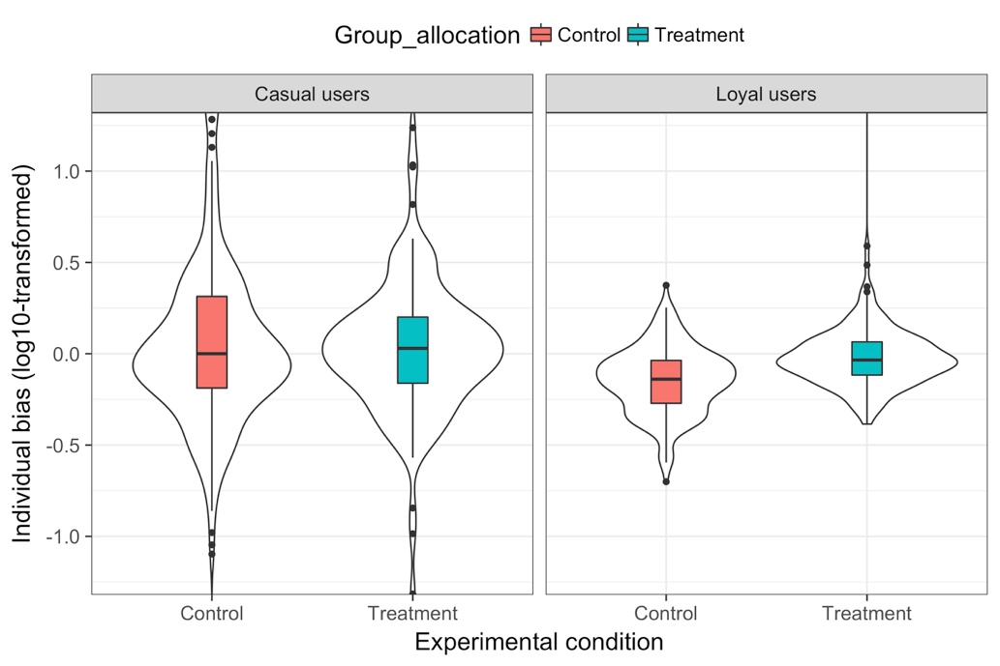 Group_allocation Control Treatment
Casual users
Loyal users
Individual bias (log10-transformed)
1.0
0.5
0.0
-0.5
-1.0
Control
Treatment
Control
Treatment
Experimental condition